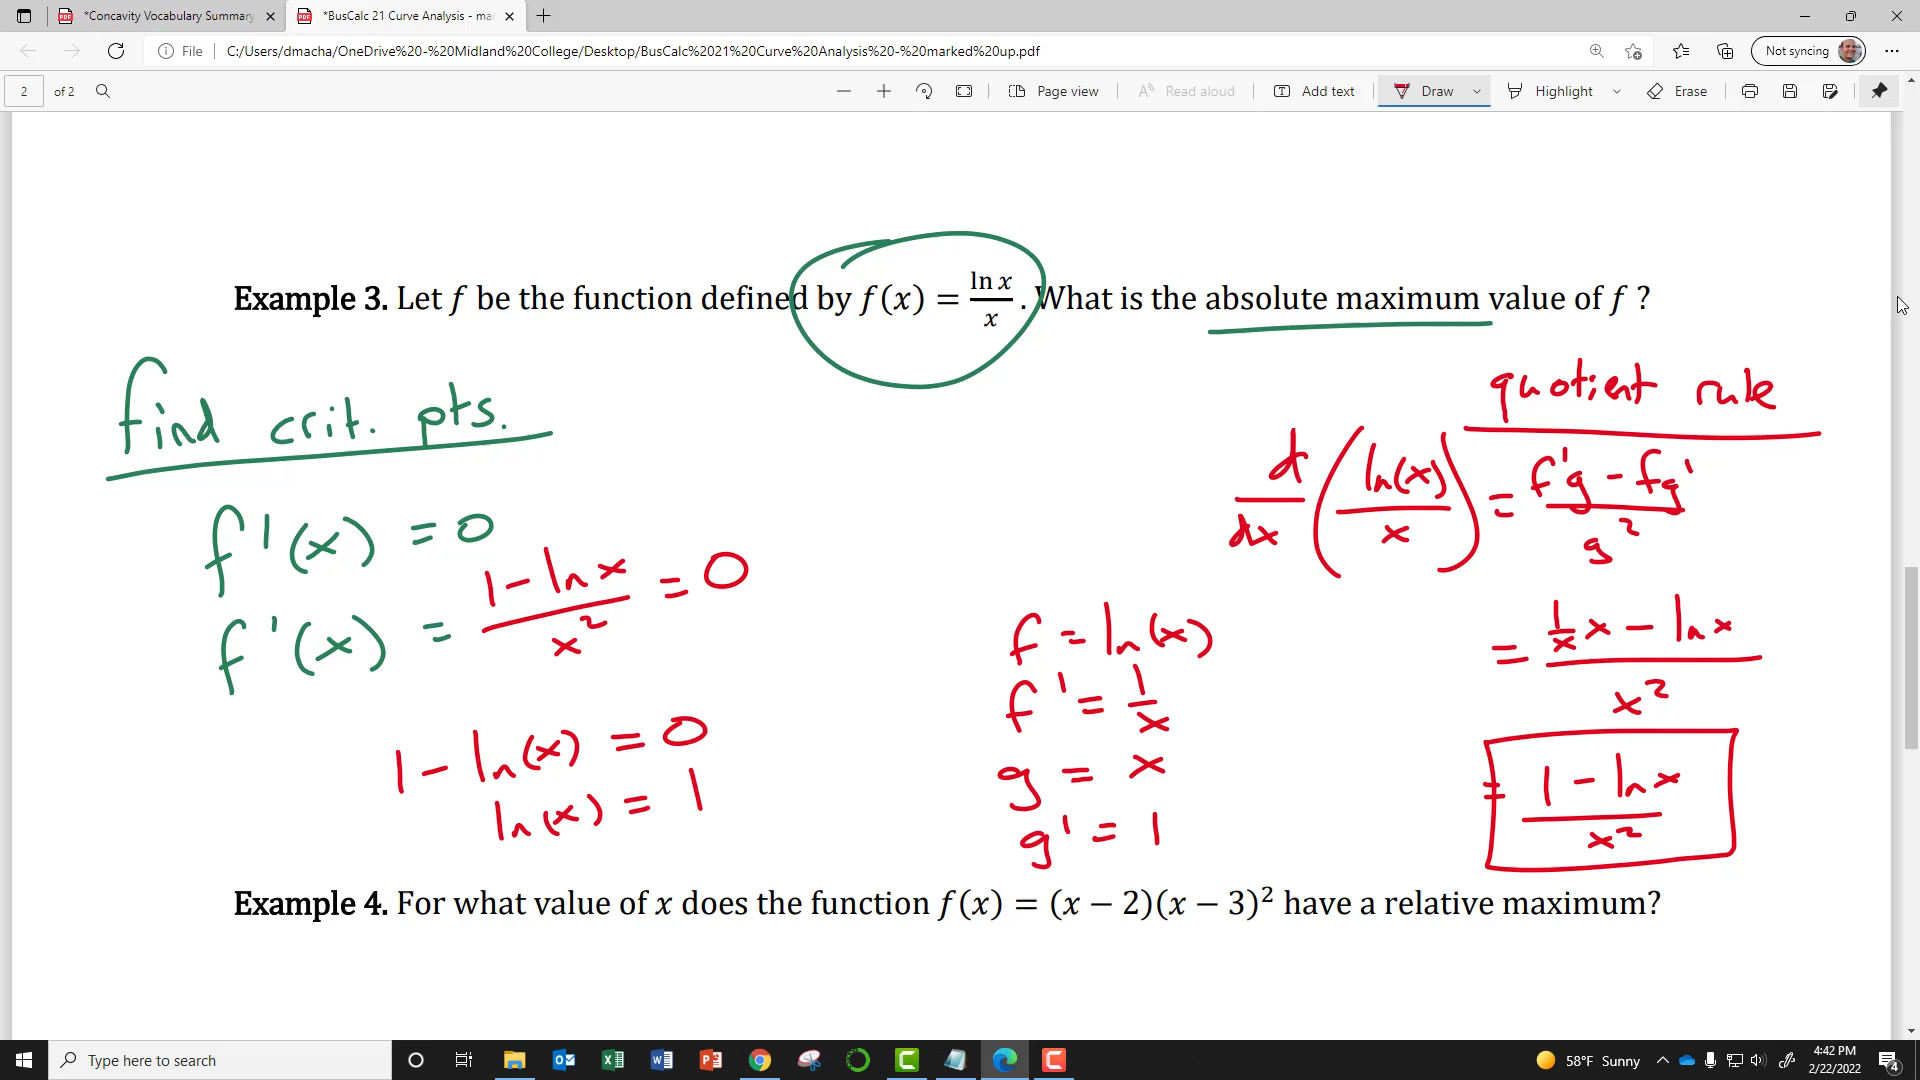 *Concavity Vocabulary Summary
*BusCalc 21 Curve Analysis - mar
File
C:/Users/dmacha/OneDrive%20-%20Midland%20College/Desktop/BusCalc%2021%20Curve%20Analysis%20-%20marked%20up.pdf
Not syncing
2 of 2
Page view
Read aloud
Add text
Draw
Highlight
Erase
Example 3. Let f be the function defined by f(x) = ln x / x . What is the absolute maximum value of f ?
find crit. pts.
f'(x) = 0
f'(x) = 1 - ln x / x² = 0
1 - ln(x) = 0
ln(x) = 1
f = ln(x)
f' = 1/x
g = x
g' = 1
quotient rule
d/dx (ln(x)/x) = f'g - fg' / g²
= 1/x x - ln x / x²
= 1 - ln x / x²
Example 4. For what value of x does the function f(x) = (x − 2)(x − 3)² have a relative maximum?
Type here to search
58°F Sunny
4:42 PM
2/22/2022
4